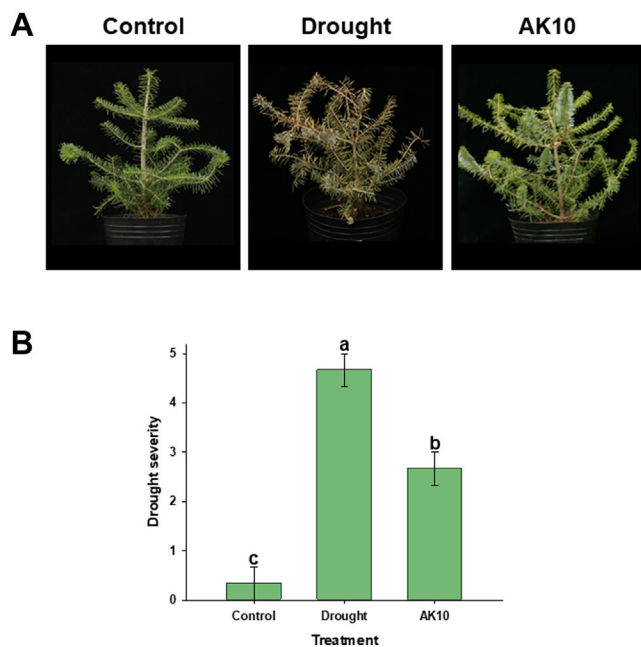 A
Control
Drought
AK10
B
5
4
3
2
1
0
Drought severity
c
a
b
Control
Drought
AK10
Treatment